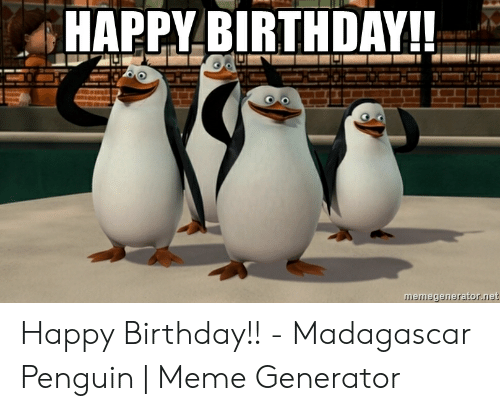 HAPPY BIRTHDAY!!
memegenerator.net
Happy Birthday!! - Madagascar
Penguin | Meme Generator